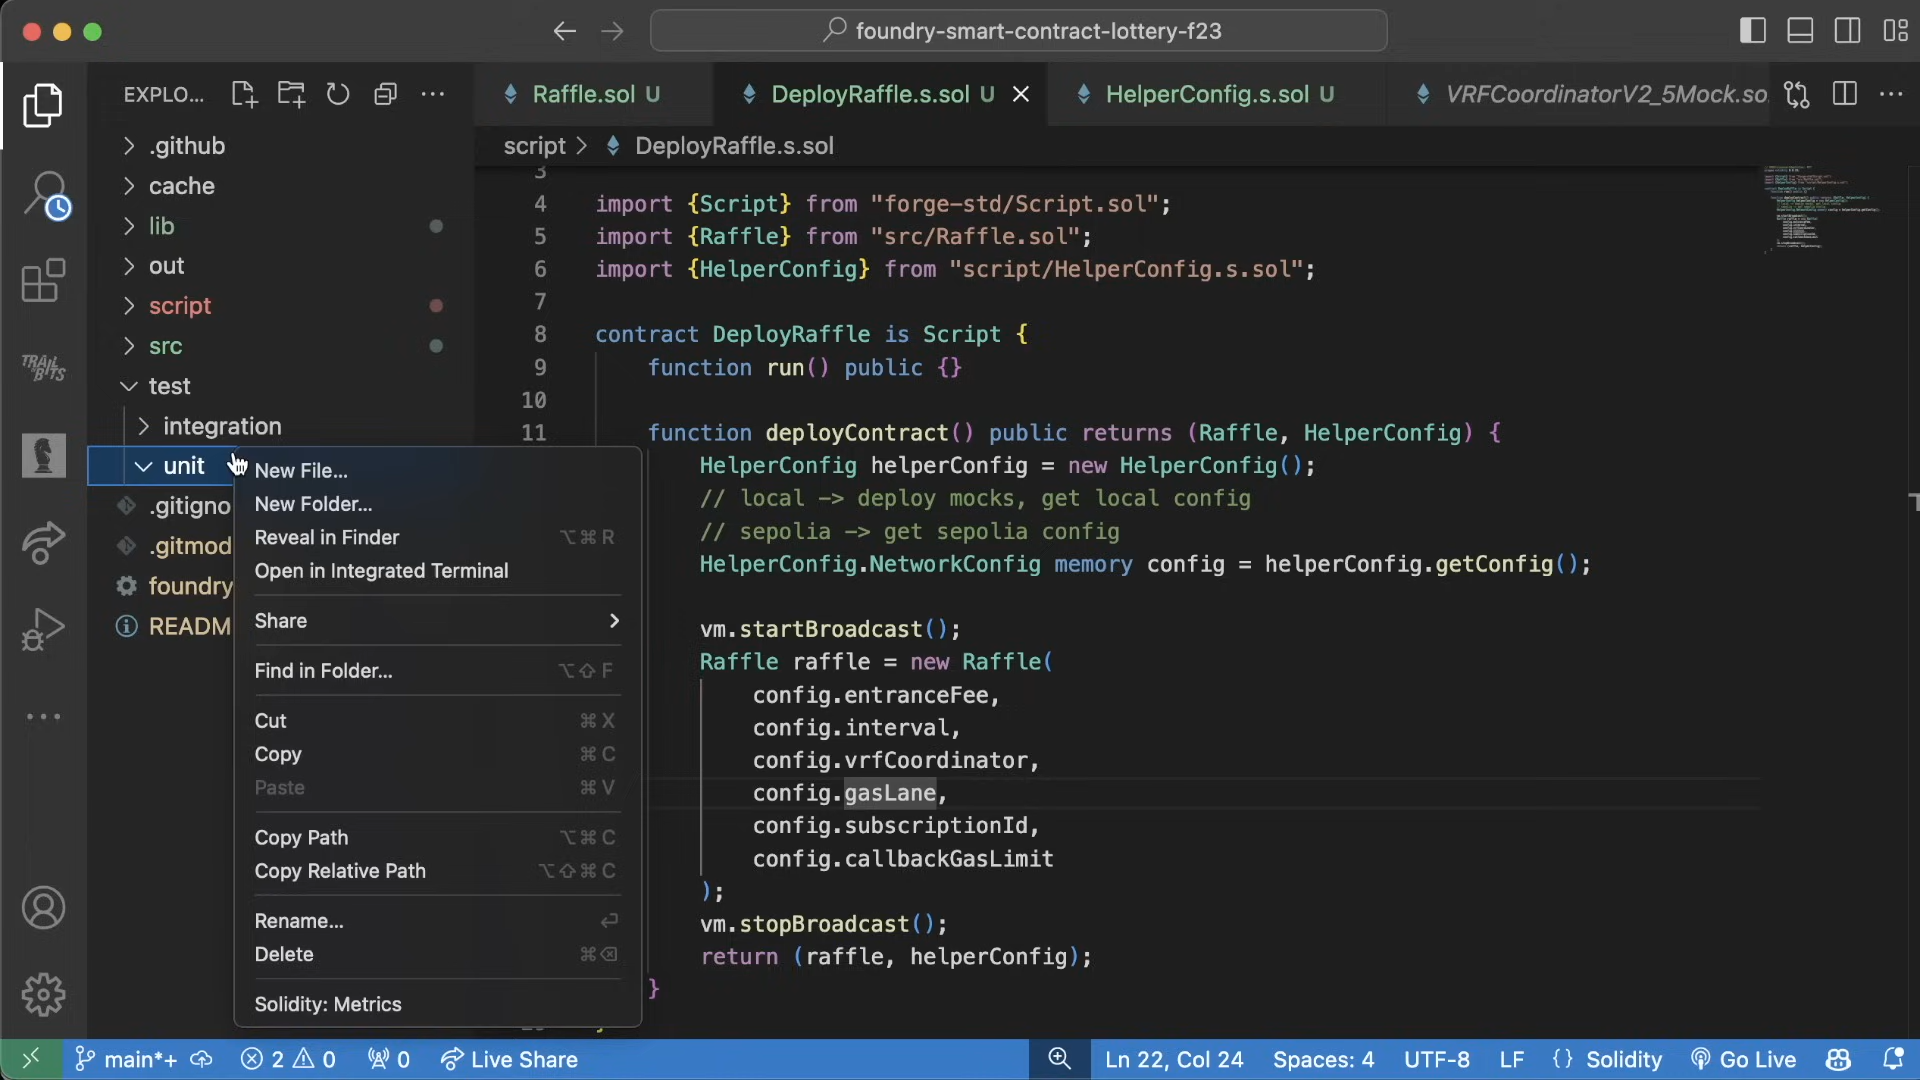 foundry-smart-contract-lottery-f23
EXPLO...
Raffle.sol U
DeployRaffle.s.sol U
HelperConfig.s.sol U
VRFCoordinatorV2_5Mock.so
script > DeployRaffle.s.sol
.github
cache
lib
out
script
src
test
integration
unit
.gitigno
.gitmod
foundry
READM
TRAIL OF BITS
New File...
New Folder...
Reveal in Finder ⌥⌘R
Open in Integrated Terminal
Share
Find in Folder... ⌥⇧F
Cut ⌘X
Copy ⌘C
Paste ⌘V
Copy Path ⌥⌘C
Copy Relative Path ⌥⇧⌘C
Rename... ⏎
Delete ⌘⌫
Solidity: Metrics
3
4 import {Script} from "forge-std/Script.sol";
5 import {Raffle} from "src/Raffle.sol";
6 import {HelperConfig} from "script/HelperConfig.s.sol";
7
8 contract DeployRaffle is Script {
9 function run() public {}
10
11 function deployContract() public returns (Raffle, HelperConfig) {
HelperConfig helperConfig = new HelperConfig();
// local -> deploy mocks, get local config
// sepolia -> get sepolia config
HelperConfig.NetworkConfig memory config = helperConfig.getConfig();
vm.startBroadcast();
Raffle raffle = new Raffle(
config.entranceFee,
config.interval,
config.vrfCoordinator,
config.gasLane,
config.subscriptionId,
config.callbackGasLimit
);
vm.stopBroadcast();
return (raffle, helperConfig);
}
main*+ 2 0 0 Live Share Ln 22, Col 24 Spaces: 4 UTF-8 LF {} Solidity Go Live